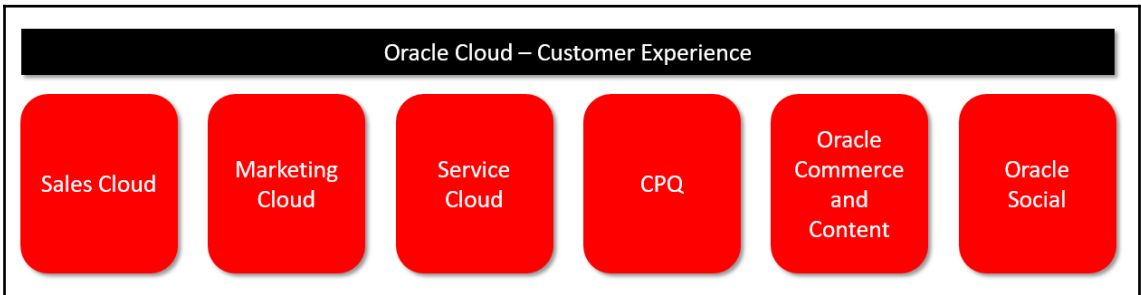 Oracle Cloud – Customer Experience
Sales Cloud
Marketing
Cloud
Service
Cloud
CPQ
Oracle
Commerce
and
Content
Oracle
Social